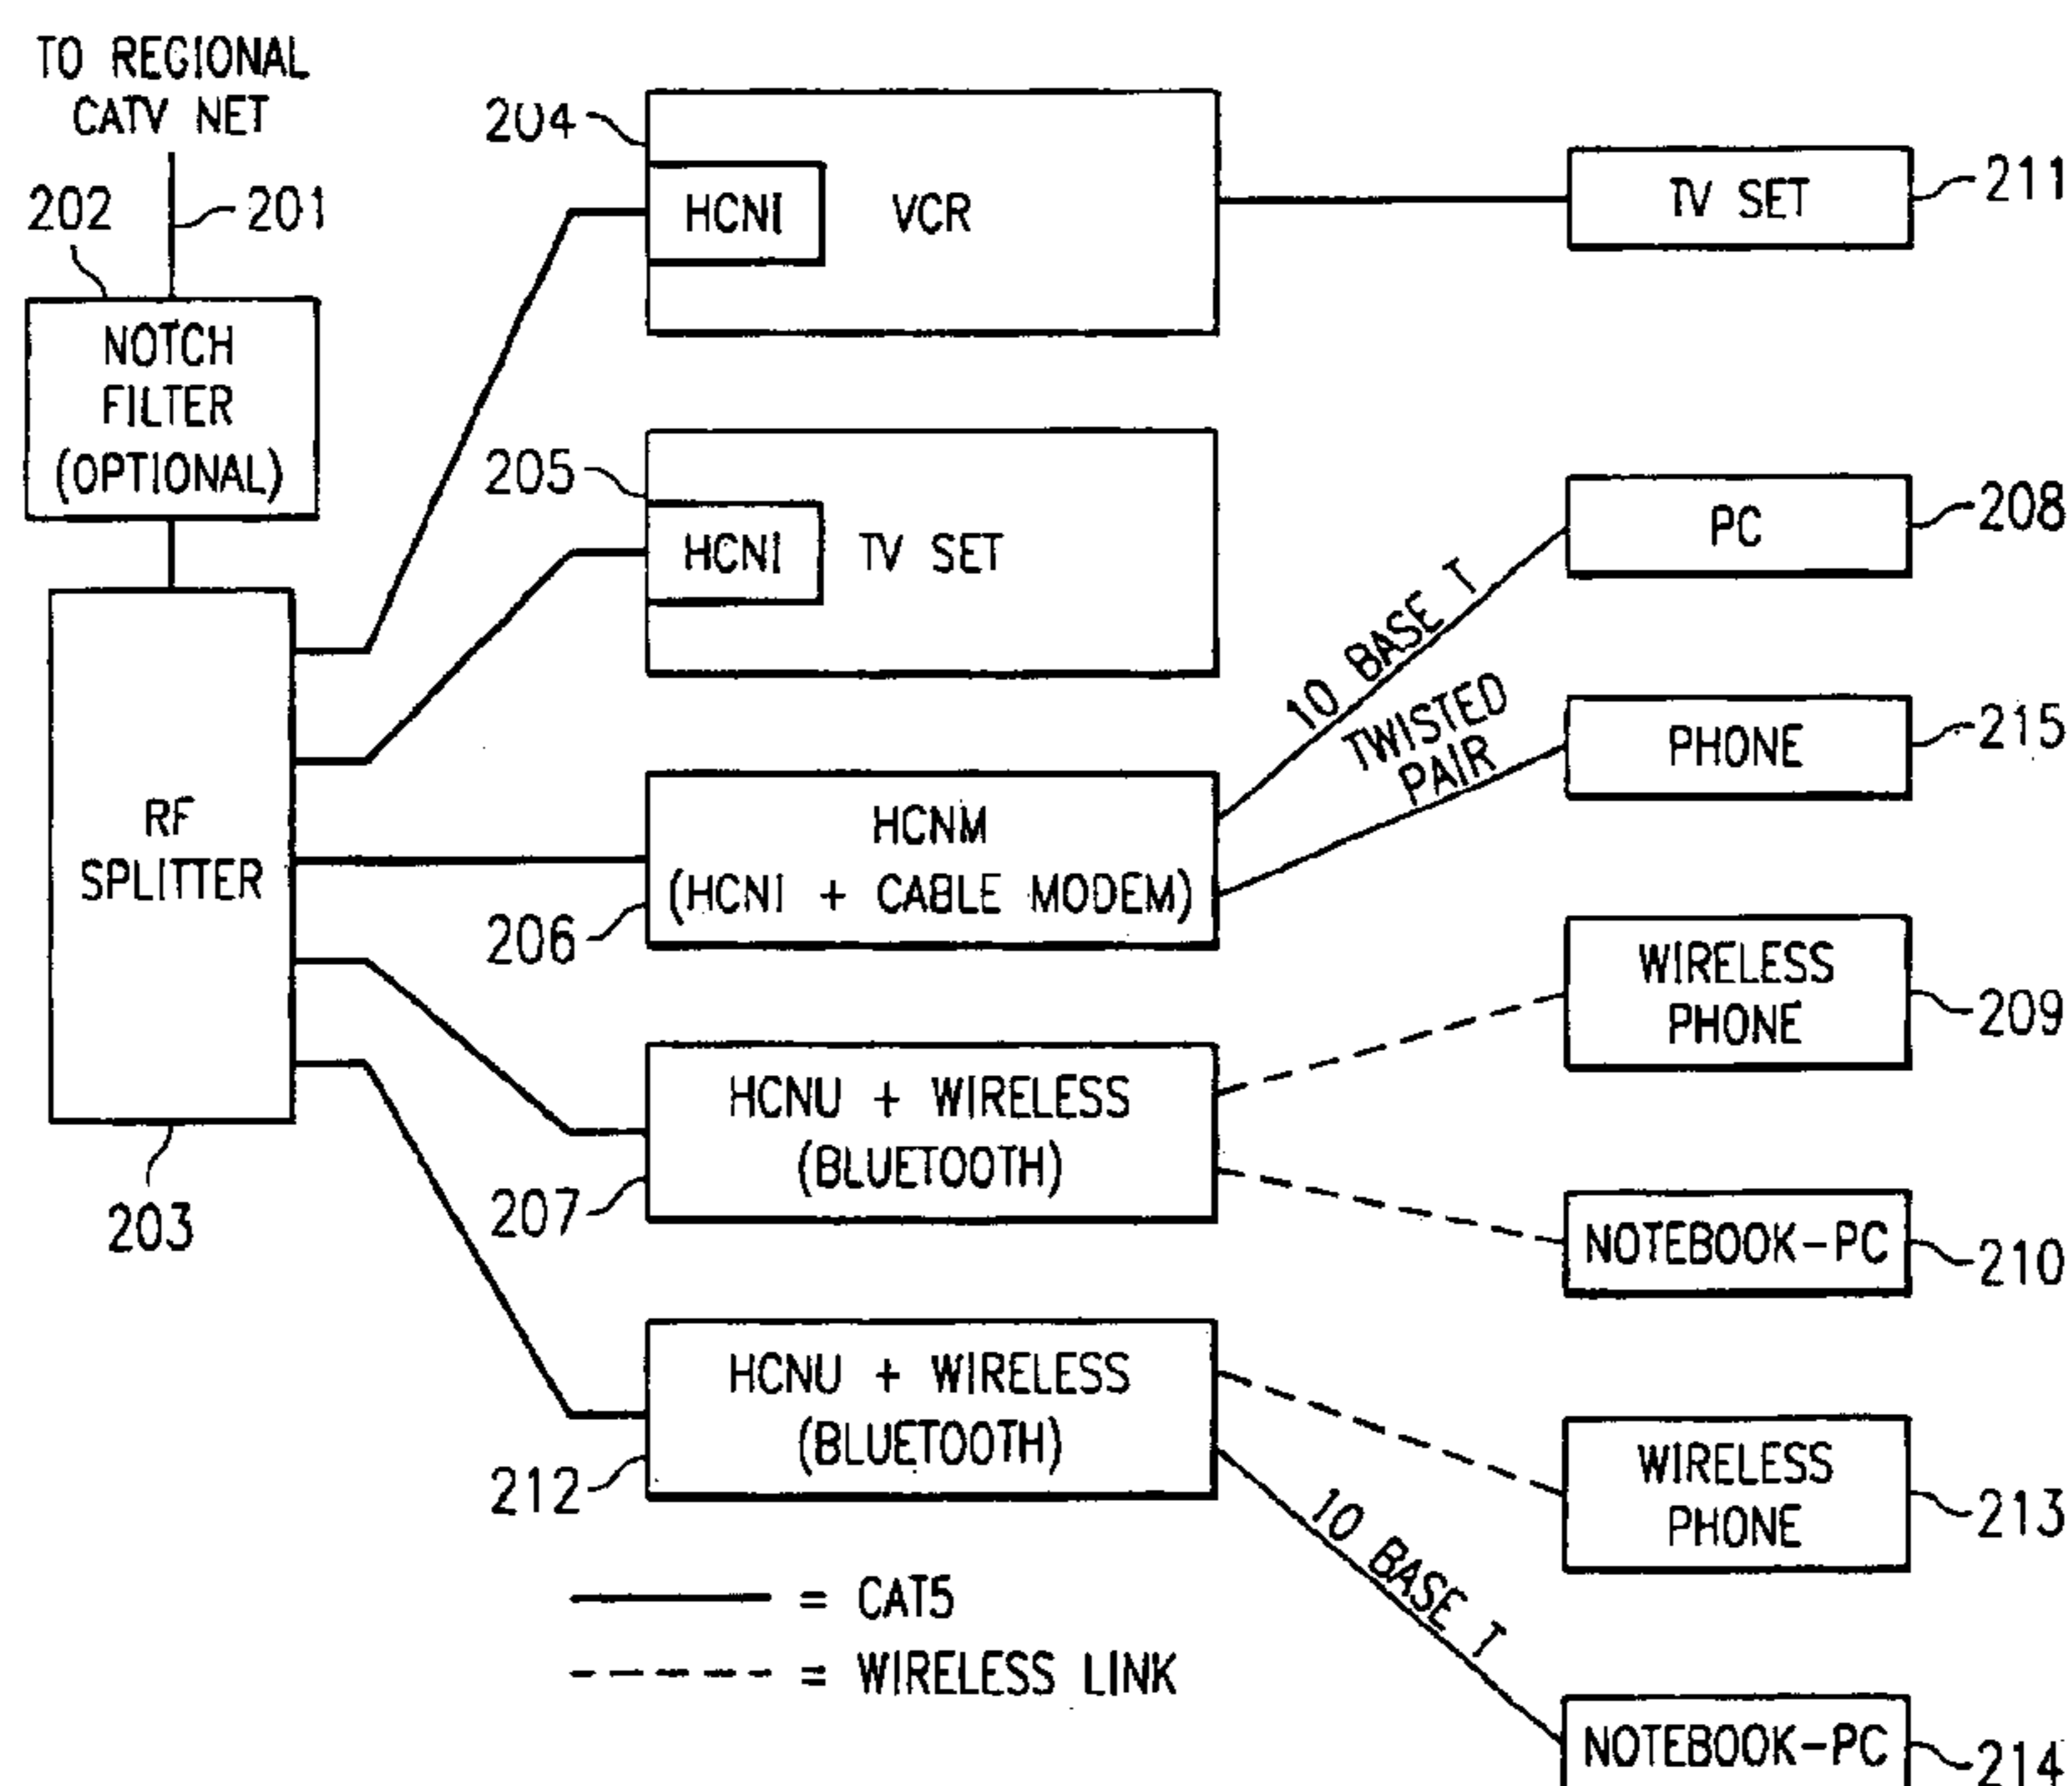 TO REGIONAL
CATV NET
202
201
NOTCH
FILTER
(OPTIONAL)
RF
SPLITTER
203
204
HCNI
VCR
TV SET
211
205
HCNI
TV SET
10 BASE T
PC
208
TWISTED
PAIR
PHONE
215
HCNM
(HCNI + CABLE MODEM)
206
WIRELESS
PHONE
209
HCNU + WIRELESS
(BLUETOOTH)
207
NOTEBOOK-PC
210
HCNU + WIRELESS
(BLUETOOTH)
212
WIRELESS
PHONE
213
10 BASE T
NOTEBOOK-PC
214
= CAT5
= WIRELESS LINK